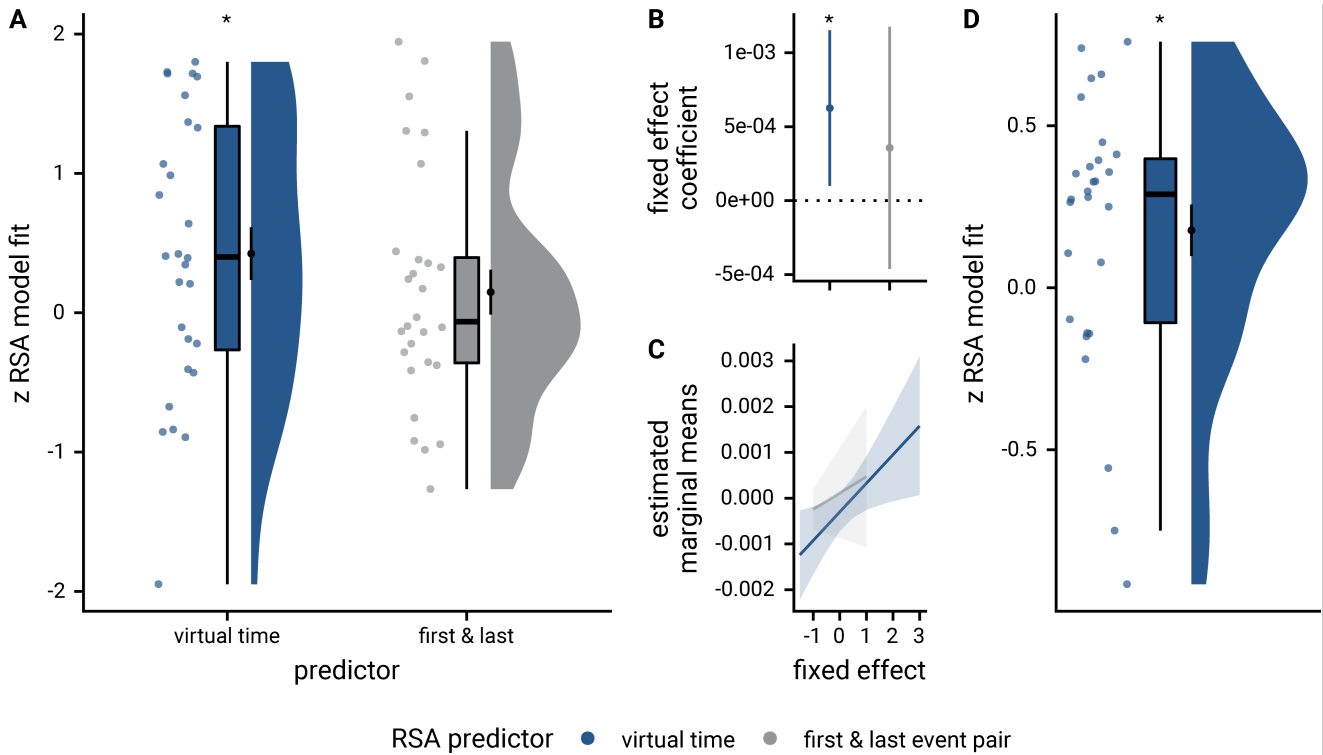 A
*
2
1
0
-1
-2
z RSA model fit
virtual time
first & last
predictor
B
*
1e-03
5e-04
0e+00
-5e-04
fixed effect
coefficient
C
0.003
0.002
0.001
0.000
-0.001
-0.002
estimated
marginal means
-1 0 1 2 3
fixed effect
D
*
0.5
0.0
-0.5
z RSA model fit
RSA predictor virtual time first & last event pair